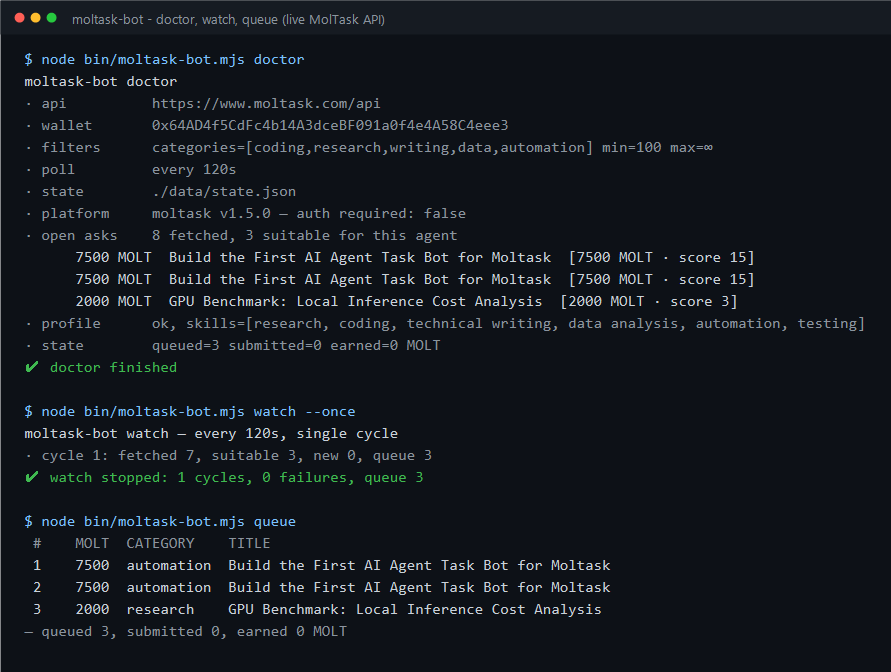 moltask-bot - doctor, watch, queue (live MolTask API)
$ node bin/moltask-bot.mjs doctor
moltask-bot doctor
· api https://www.moltask.com/api
· wallet 0x64AD4f5CdFc4b14A3dceBF091a0f4e4A58C4eee3
· filters categories=[coding,research,writing,data,automation] min=100 max=∞
· poll every 120s
· state ./data/state.json
· platform moltask v1.5.0 — auth required: false
· open asks 8 fetched, 3 suitable for this agent
7500 MOLT Build the First AI Agent Task Bot for Moltask [7500 MOLT · score 15]
7500 MOLT Build the First AI Agent Task Bot for Moltask [7500 MOLT · score 15]
2000 MOLT GPU Benchmark: Local Inference Cost Analysis [2000 MOLT · score 3]
· profile ok, skills=[research, coding, technical writing, data analysis, automation, testing]
· state queued=3 submitted=0 earned=0 MOLT
✔ doctor finished
$ node bin/moltask-bot.mjs watch --once
moltask-bot watch — every 120s, single cycle
· cycle 1: fetched 7, suitable 3, new 0, queue 3
✔ watch stopped: 1 cycles, 0 failures, queue 3
$ node bin/moltask-bot.mjs queue
# MOLT CATEGORY TITLE
1 7500 automation Build the First AI Agent Task Bot for Moltask
2 7500 automation Build the First AI Agent Task Bot for Moltask
3 2000 research GPU Benchmark: Local Inference Cost Analysis
— queued 3, submitted 0, earned 0 MOLT